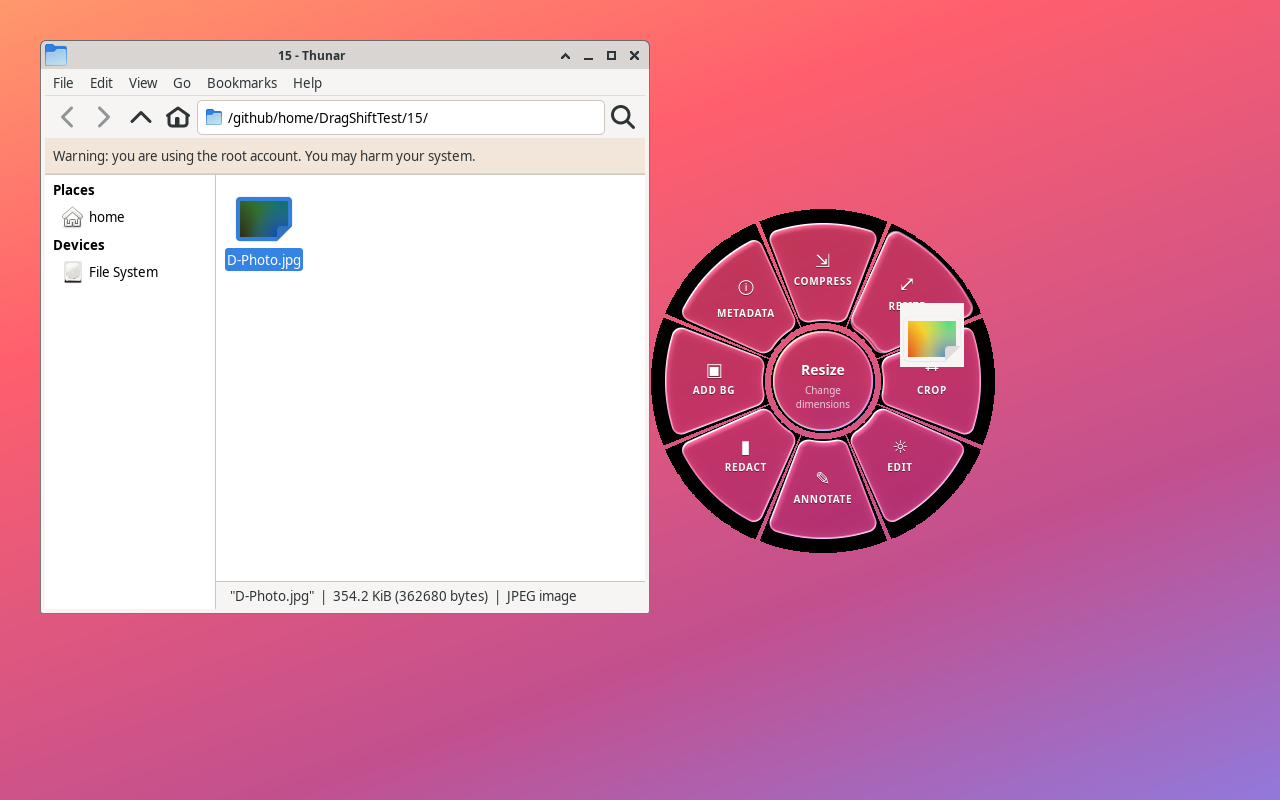 15 - Thunar
File Edit View Go Bookmarks Help
/github/home/DragShiftTest/15/
Warning: you are using the root account. You may harm your system.
Places
home
Devices
File System
D-Photo.jpg
"D-Photo.jpg" | 354.2 KiB (362680 bytes) | JPEG image
COMPRESS
METADATA
ADD BG
Resize
Change
dimensions
CROP
REDACT
EDIT
ANNOTATE